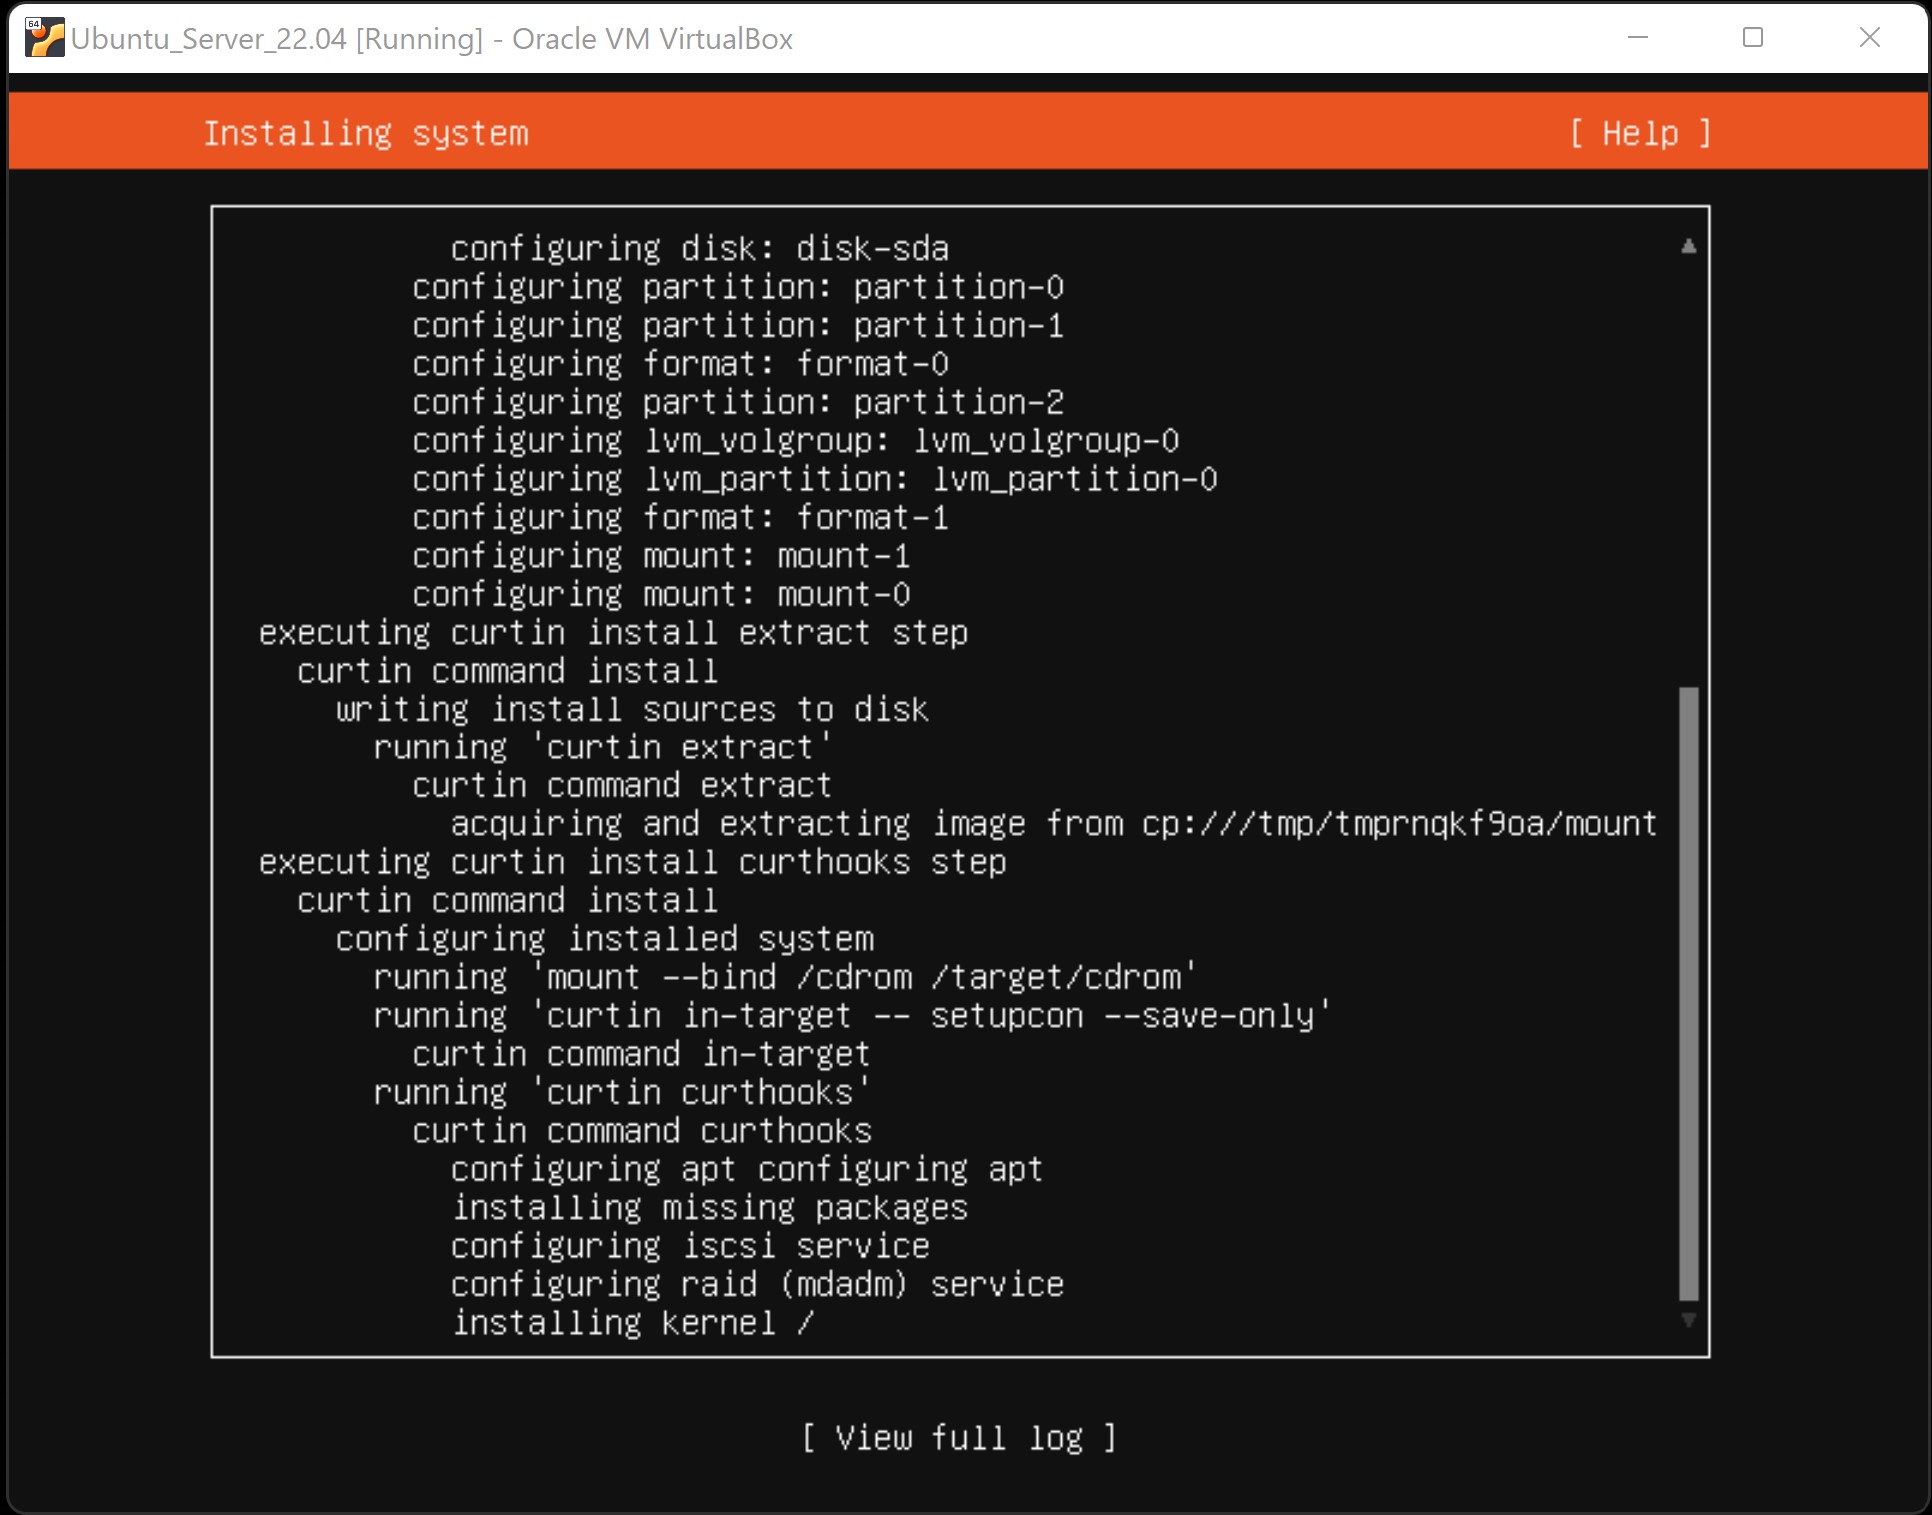 64
Ubuntu_Server_22.04 [Running] - Oracle VM VirtualBox
Installing system [ Help ]
configuring disk: disk-sda
configuring partition: partition-0
configuring partition: partition-1
configuring format: format-0
configuring partition: partition-2
configuring lvm_volgroup: lvm_volgroup-0
configuring lvm_partition: lvm_partition-0
configuring format: format-1
configuring mount: mount-1
configuring mount: mount-0
executing curtin install extract step
curtin command install
writing install sources to disk
running 'curtin extract'
curtin command extract
acquiring and extracting image from cp:///tmp/tmprnqkf9oa/mount
executing curtin install curthooks step
curtin command install
configuring installed system
running 'mount --bind /cdrom /target/cdrom'
running 'curtin in-target -- setupcon --save-only'
curtin command in-target
running 'curtin curthooks'
curtin command curthooks
configuring apt configuring apt
installing missing packages
configuring iscsi service
configuring raid (mdadm) service
installing kernel /
[ View full log ]